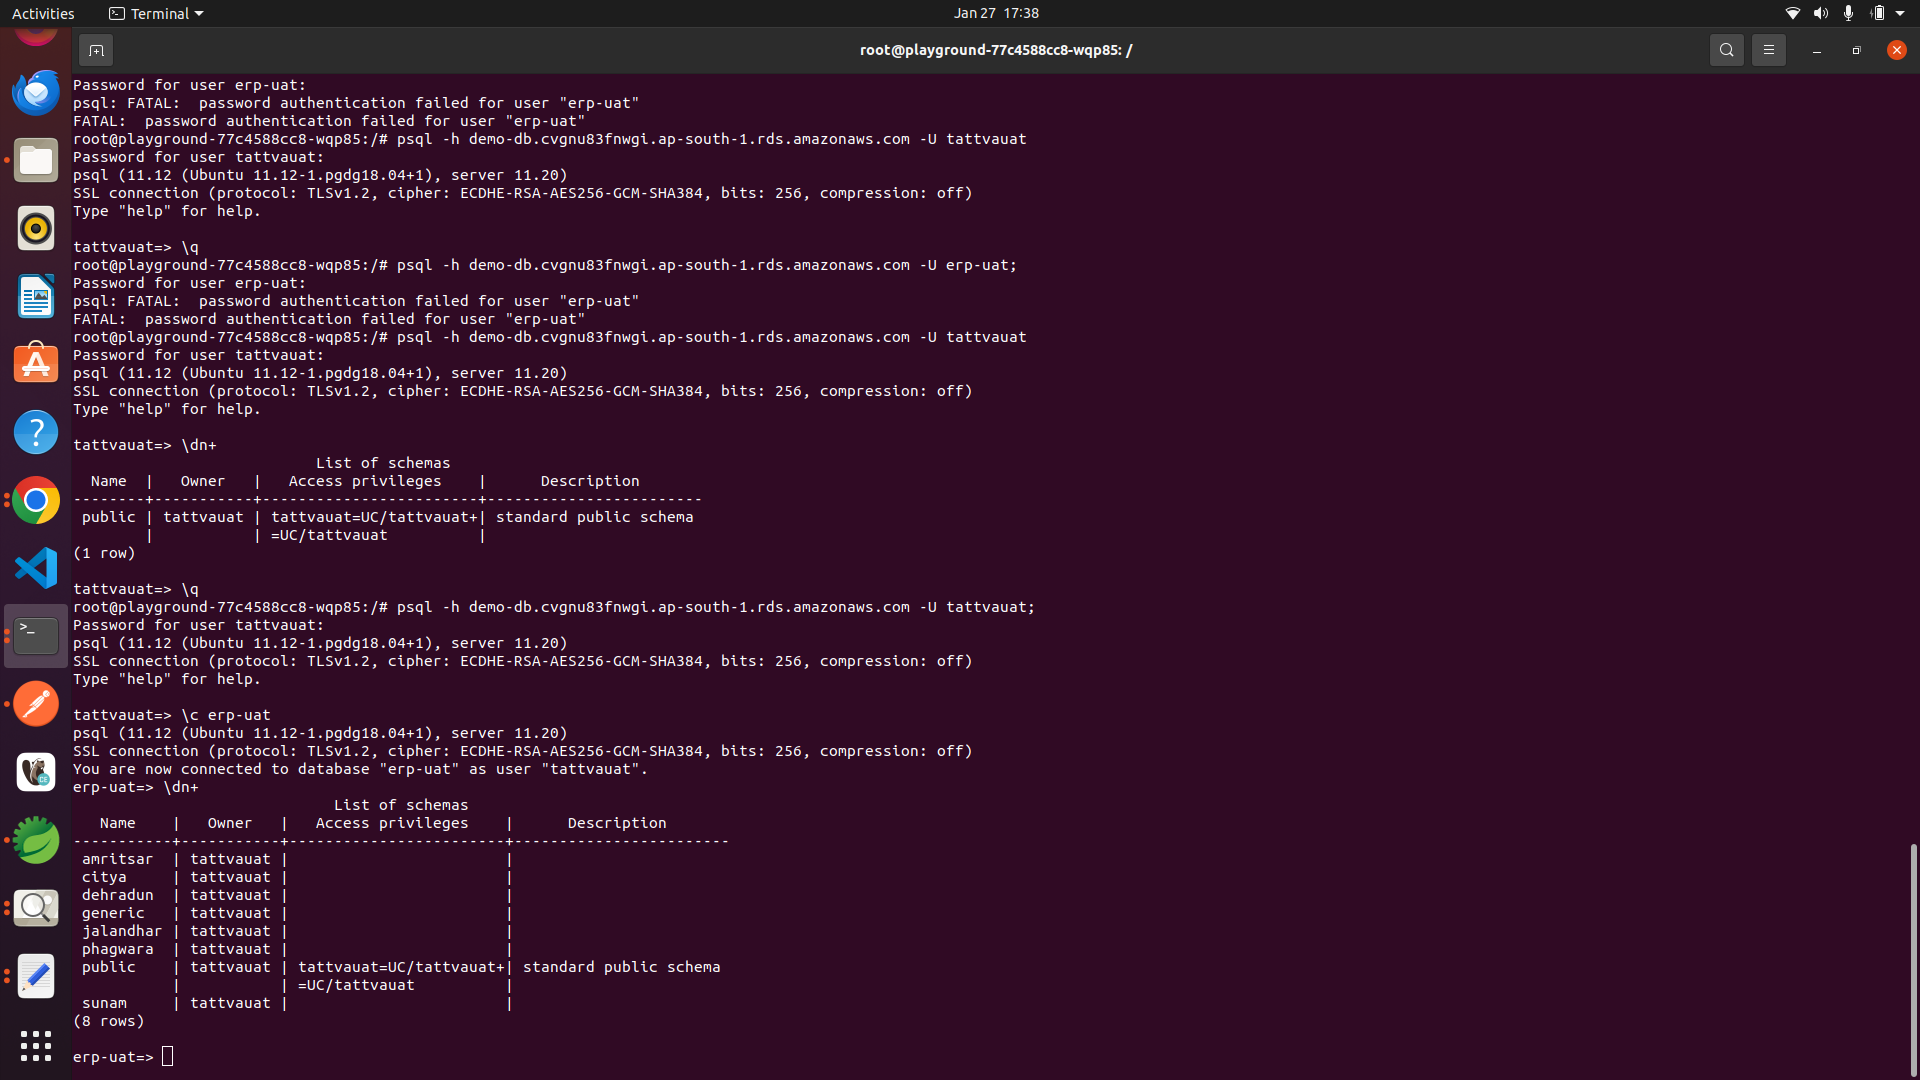 Activities Terminal Jan 27 17:38
root@playground-77c4588cc8-wqp85: /
Password for user erp-uat:
psql: FATAL:  password authentication failed for user "erp-uat"
FATAL:  password authentication failed for user "erp-uat"
root@playground-77c4588cc8-wqp85:/# psql -h demo-db.cvgnu83fnwgi.ap-south-1.rds.amazonaws.com -U tattvauat
Password for user tattvauat:
psql (11.12 (Ubuntu 11.12-1.pgdg18.04+1), server 11.20)
SSL connection (protocol: TLSv1.2, cipher: ECDHE-RSA-AES256-GCM-SHA384, bits: 256, compression: off)
Type "help" for help.

tattvauat=> \q
root@playground-77c4588cc8-wqp85:/# psql -h demo-db.cvgnu83fnwgi.ap-south-1.rds.amazonaws.com -U erp-uat;
Password for user erp-uat:
psql: FATAL:  password authentication failed for user "erp-uat"
FATAL:  password authentication failed for user "erp-uat"
root@playground-77c4588cc8-wqp85:/# psql -h demo-db.cvgnu83fnwgi.ap-south-1.rds.amazonaws.com -U tattvauat
Password for user tattvauat:
psql (11.12 (Ubuntu 11.12-1.pgdg18.04+1), server 11.20)
SSL connection (protocol: TLSv1.2, cipher: ECDHE-RSA-AES256-GCM-SHA384, bits: 256, compression: off)
Type "help" for help.

tattvauat=> \dn+
                           List of schemas
  Name  |   Owner   |   Access privileges    |      Description
--------+-----------+------------------------+------------------------
 public | tattvauat | tattvauat=UC/tattvauat+| standard public schema
        |           | =UC/tattvauat          |
(1 row)

tattvauat=> \q
root@playground-77c4588cc8-wqp85:/# psql -h demo-db.cvgnu83fnwgi.ap-south-1.rds.amazonaws.com -U tattvauat;
Password for user tattvauat:
psql (11.12 (Ubuntu 11.12-1.pgdg18.04+1), server 11.20)
SSL connection (protocol: TLSv1.2, cipher: ECDHE-RSA-AES256-GCM-SHA384, bits: 256, compression: off)
Type "help" for help.

tattvauat=> \c erp-uat
psql (11.12 (Ubuntu 11.12-1.pgdg18.04+1), server 11.20)
SSL connection (protocol: TLSv1.2, cipher: ECDHE-RSA-AES256-GCM-SHA384, bits: 256, compression: off)
You are now connected to database "erp-uat" as user "tattvauat".
erp-uat=> \dn+
                             List of schemas
   Name    |   Owner   |   Access privileges    |      Description
-----------+-----------+------------------------+------------------------
 amritsar  | tattvauat |                        |
 citya     | tattvauat |                        |
 dehradun  | tattvauat |                        |
 generic   | tattvauat |                        |
 jalandhar | tattvauat |                        |
 phagwara  | tattvauat |                        |
 public    | tattvauat | tattvauat=UC/tattvauat+| standard public schema
           |           | =UC/tattvauat          |
 sunam     | tattvauat |                        |
(8 rows)

erp-uat=>